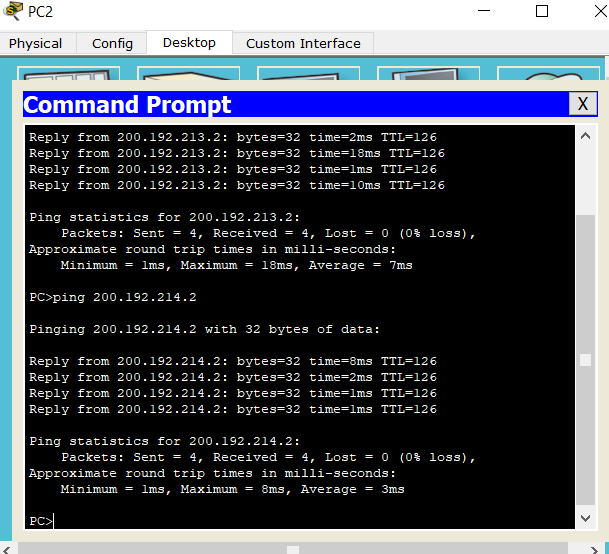 PC2
Physical Config Desktop Custom Interface
Command Prompt X
Reply from 200.192.213.2: bytes=32 time=2ms TTL=126
Reply from 200.192.213.2: bytes=32 time=18ms TTL=126
Reply from 200.192.213.2: bytes=32 time=1ms TTL=126
Reply from 200.192.213.2: bytes=32 time=10ms TTL=126
Ping statistics for 200.192.213.2:
Packets: Sent = 4, Received = 4, Lost = 0 (0% loss),
Approximate round trip times in milli-seconds:
Minimum = 1ms, Maximum = 18ms, Average = 7ms
PC>ping 200.192.214.2
Pinging 200.192.214.2 with 32 bytes of data:
Reply from 200.192.214.2: bytes=32 time=8ms TTL=126
Reply from 200.192.214.2: bytes=32 time=2ms TTL=126
Reply from 200.192.214.2: bytes=32 time=1ms TTL=126
Reply from 200.192.214.2: bytes=32 time=1ms TTL=126
Ping statistics for 200.192.214.2:
Packets: Sent = 4, Received = 4, Lost = 0 (0% loss),
Approximate round trip times in milli-seconds:
Minimum = 1ms, Maximum = 8ms, Average = 3ms
PC>